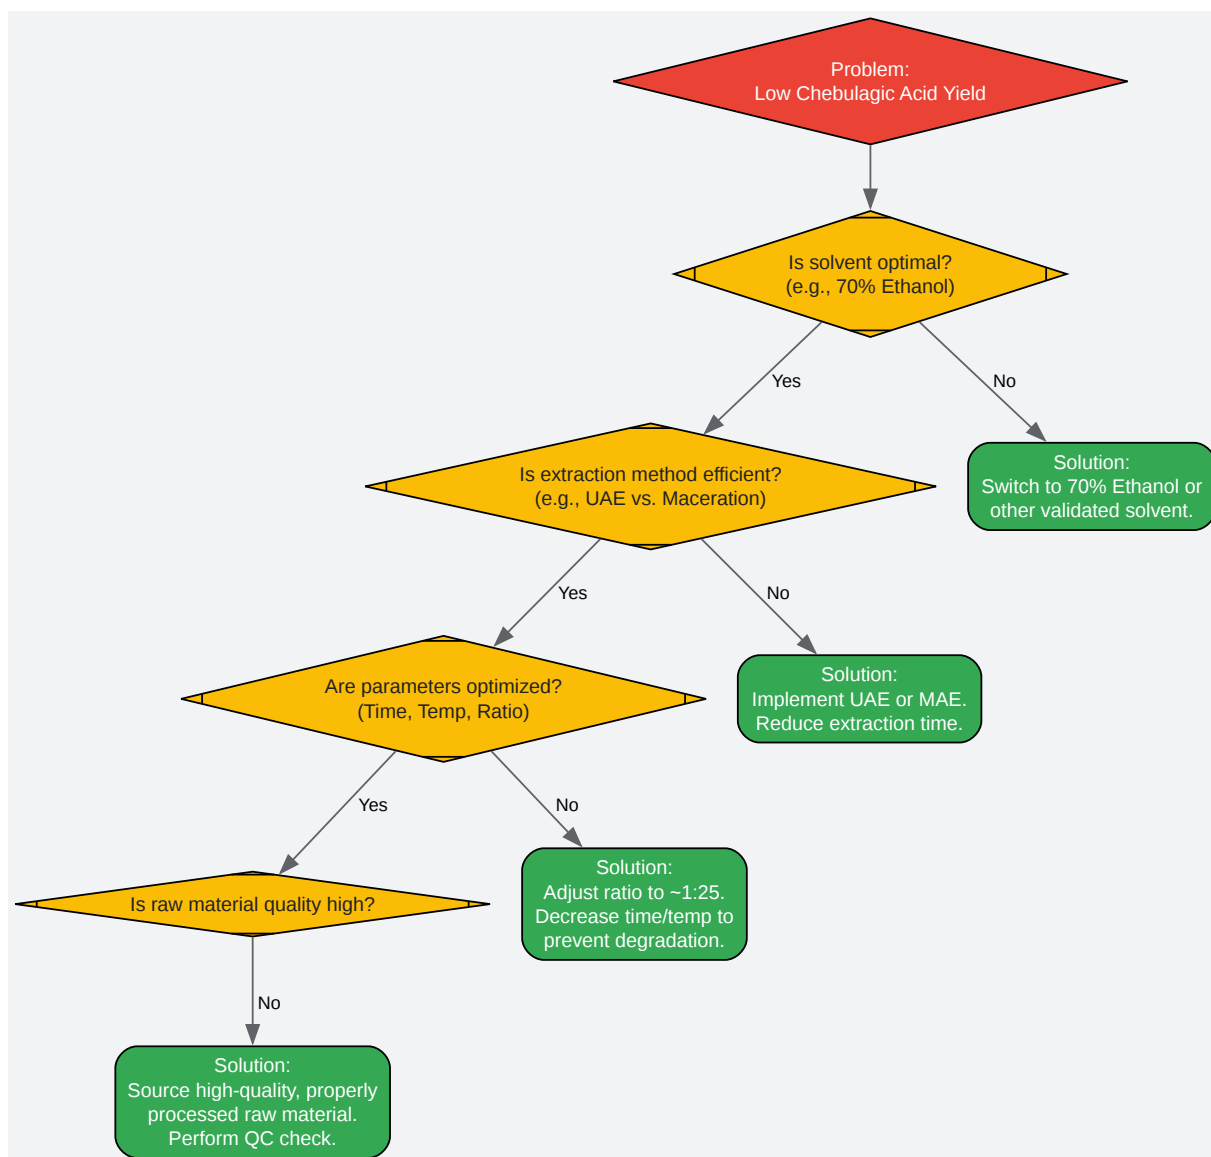 Problem:
Low Chebulagic Acid Yield
Is solvent optimal?
(e.g., 70% Ethanol)
Yes
No
Solution:
Switch to 70% Ethanol or
other validated solvent.
Is extraction method efficient?
(e.g., UAE vs. Maceration)
Yes
No
Solution:
Implement UAE or MAE.
Reduce extraction time.
Are parameters optimized?
(Time, Temp, Ratio)
Yes
No
Solution:
Adjust ratio to ~1:25.
Decrease time/temp to
prevent degradation.
Is raw material quality high?
No
Solution:
Source high-quality, properly
processed raw material.
Perform QC check.